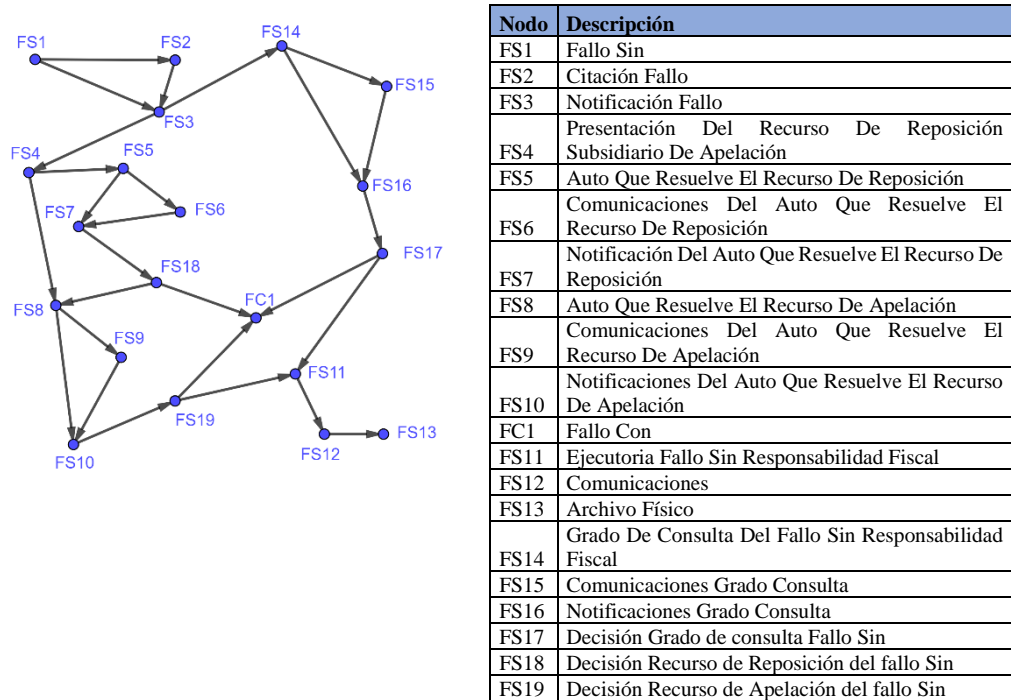 FS1
FS2
FS14
FS15
FS3
FS4
FS5
FS16
FS6
FS7
FS17
FS18
FC1
FS8
FS9
FS11
FS19
FS12
FS13
FS10
Nodo Descripción
FS1 Fallo Sin
FS2 Citación Fallo
FS3 Notificación Fallo
Presentación Del Recurso De Reposición
FS4 Subsidiario De Apelación
FS5 Auto Que Resuelve El Recurso De Reposición
Comunicaciones Del Auto Que Resuelve El
FS6 Recurso De Reposición
Notificación Del Auto Que Resuelve El Recurso De
FS7 Reposición
FS8 Auto Que Resuelve El Recurso De Apelación
Comunicaciones Del Auto Que Resuelve El
FS9 Recurso De Apelación
Notificaciones Del Auto Que Resuelve El Recurso
FS10 De Apelación
FC1 Fallo Con
FS11 Ejecutoria Fallo Sin Responsabilidad Fiscal
FS12 Comunicaciones
FS13 Archivo Físico
Grado De Consulta Del Fallo Sin Responsabilidad
FS14 Fiscal
FS15 Comunicaciones Grado Consulta
FS16 Notificaciones Grado Consulta
FS17 Decisión Grado de consulta Fallo Sin
FS18 Decisión Recurso de Reposición del fallo Sin
FS19 Decisión Recurso de Apelación del fallo Sin